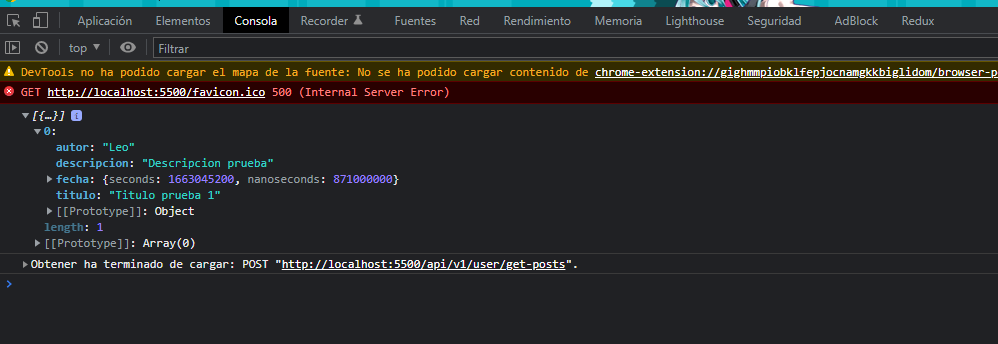 Aplicación Elementos Consola Recorder Fuentes Red Rendimiento Memoria Lighthouse Seguridad AdBlock Redux
top Filtrar
DevTools no ha podido cargar el mapa de la fuente: No se ha podido cargar contenido de chrome-extension://gighmmpiobklfepjocnamgkkbiglidom/browser-p
GET http://localhost:5500/favicon.ico 500 (Internal Server Error)
[{…}]
0:
autor: "Leo"
descripcion: "Descripcion prueba"
fecha: {seconds: 1663045200, nanoseconds: 871000000}
titulo: "Titulo prueba 1"
[[Prototype]]: Object
length: 1
[[Prototype]]: Array(0)
Obtener ha terminado de cargar: POST "http://localhost:5500/api/v1/user/get-posts".